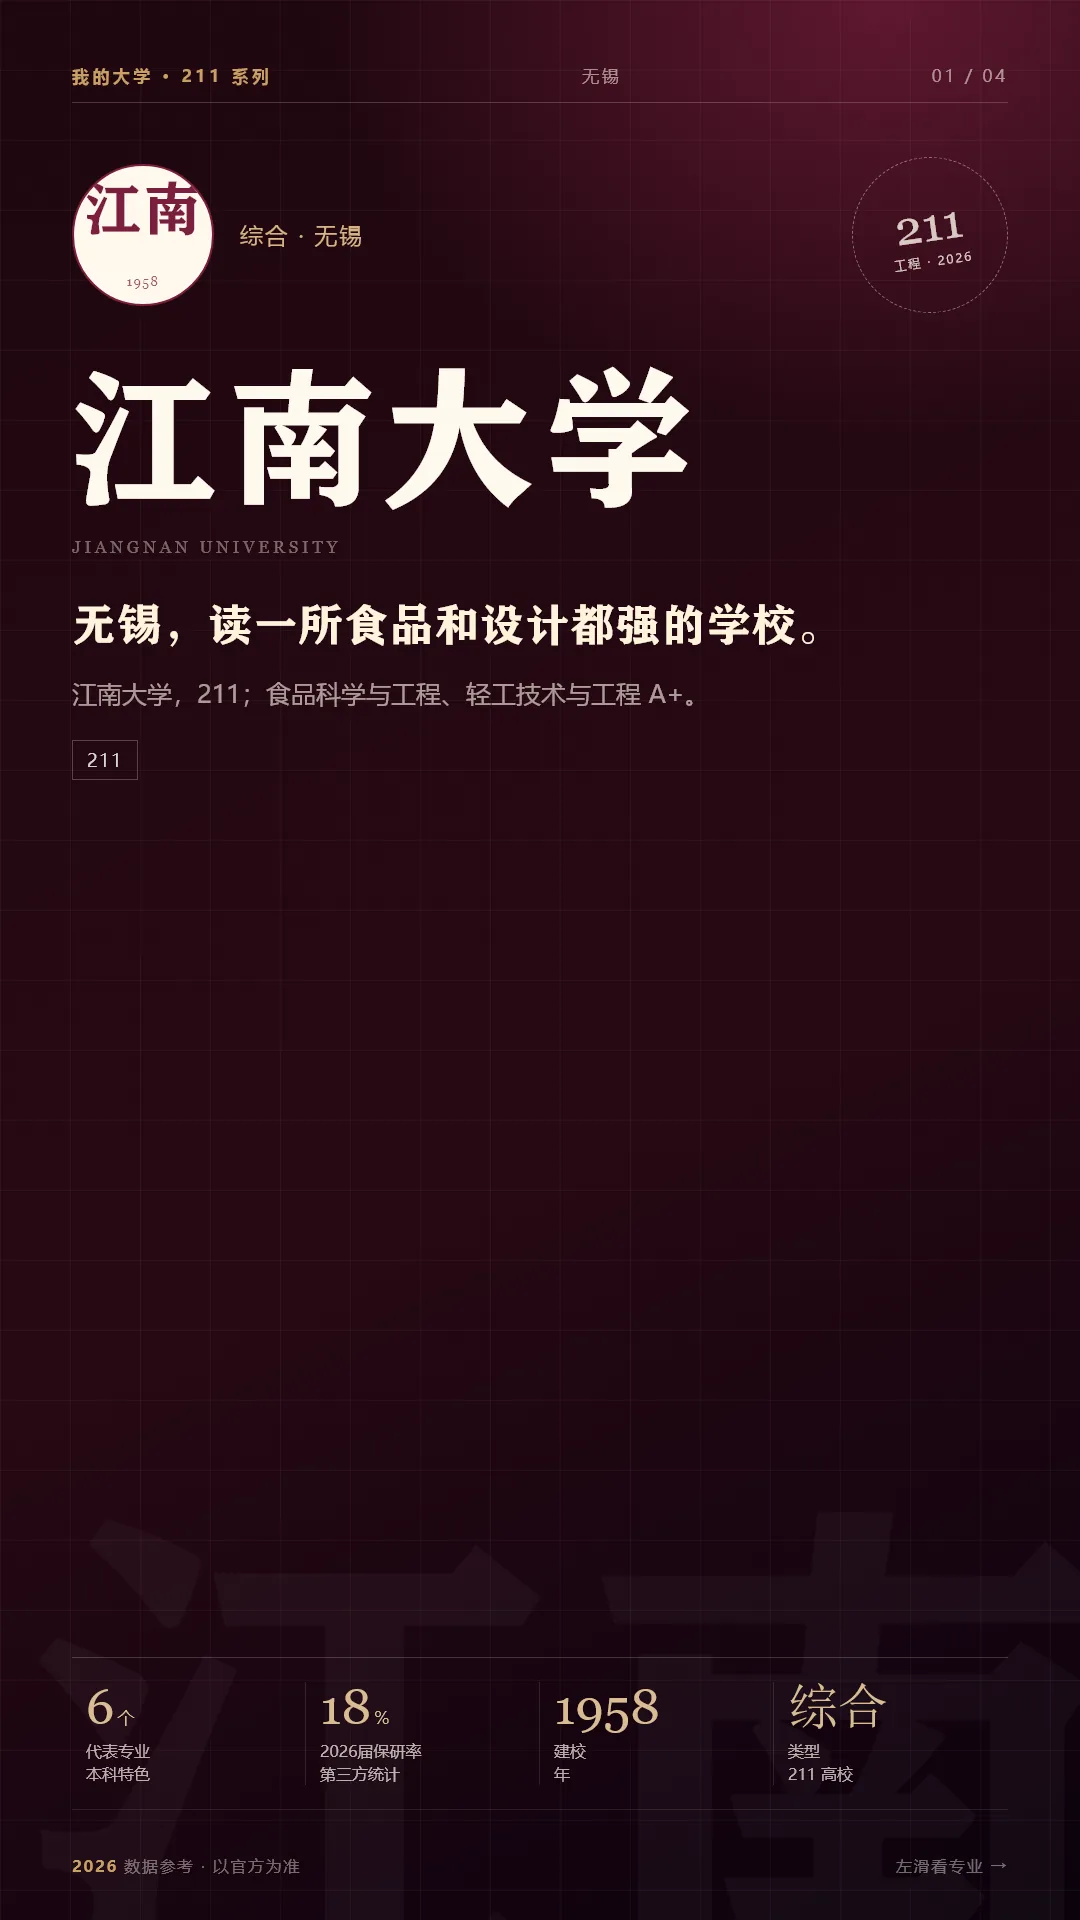 我的大学 • 211 系列
无锡
01 / 04
江南
1958
综合 · 无锡
211
工程 · 2026
江南大学
JIANGNAN UNIVERSITY
无锡，读一所食品和设计都强的学校。
江南大学，211；食品科学与工程、轻工技术与工程 A+。
211
江南
6个
代表专业
本科特色
18%
2026届保研率
第三方统计
1958
建校
年
综合
类型
211 高校
2026 数据参考 · 以官方为准
左滑看专业 →